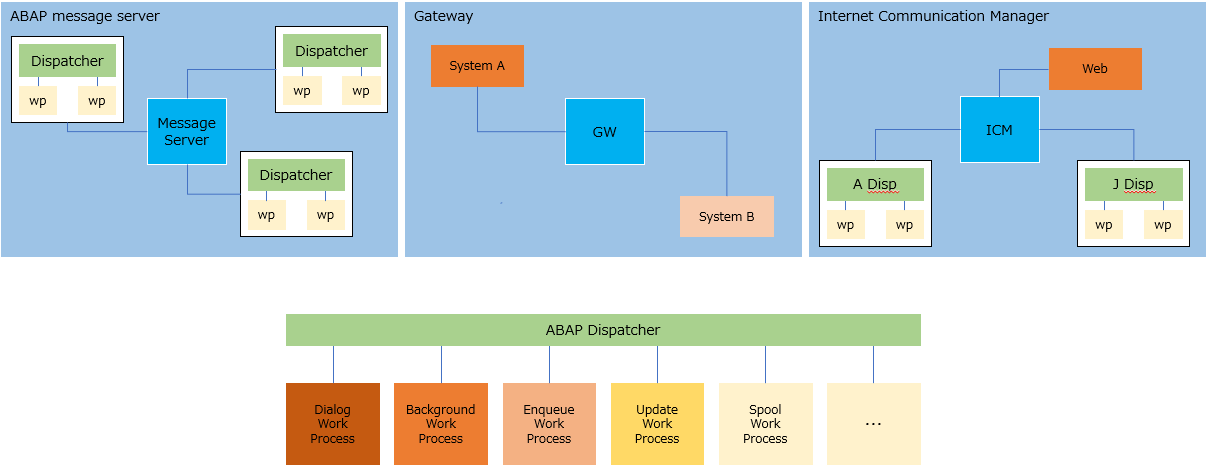 ABAP message server
Dispatcher
wp wp
Dispatcher
wp wp
Message
Server
Dispatcher
wp wp
Gateway
System A
GW
System B
Internet Communication Manager
Web
ICM
A Disp
wp wp
J Disp
wp wp
ABAP Dispatcher
Dialog
Work
Process
Background
Work
Process
Enqueue
Work
Process
Update
Work
Process
Spool
Work
Process
...